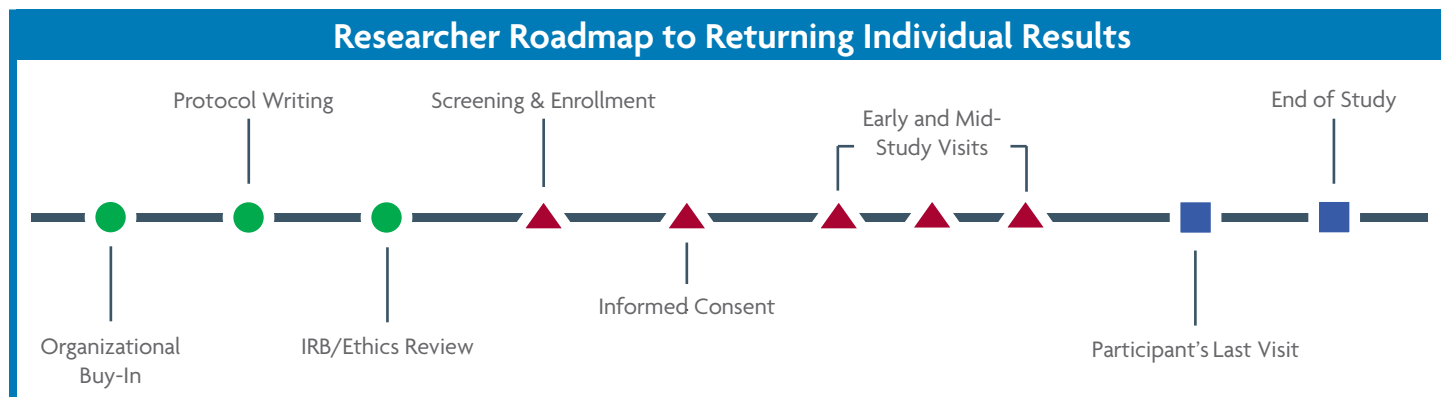 Researcher Roadmap to Returning Individual Results
Protocol Writing
Screening & Enrollment
Early and Mid-
Study Visits
End of Study
Organizational
Buy-In
IRB/Ethics Review
Informed Consent
Participant's Last Visit